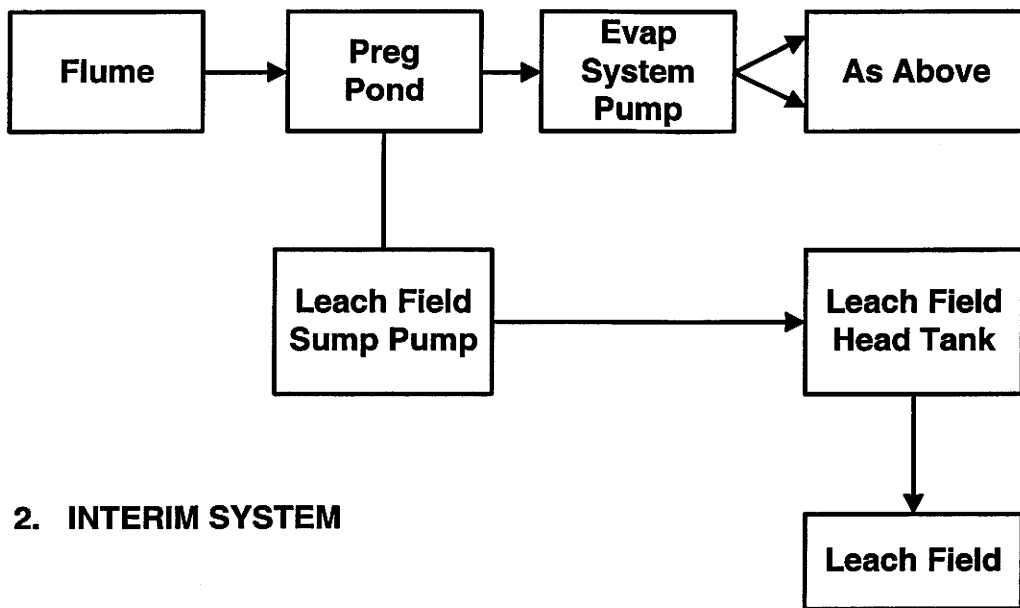 Flume
Preg
Pond
Evap
System
Pump
As Above
Leach Field
Sump Pump
Leach Field
Head Tank
2. INTERIM SYSTEM
Leach Field